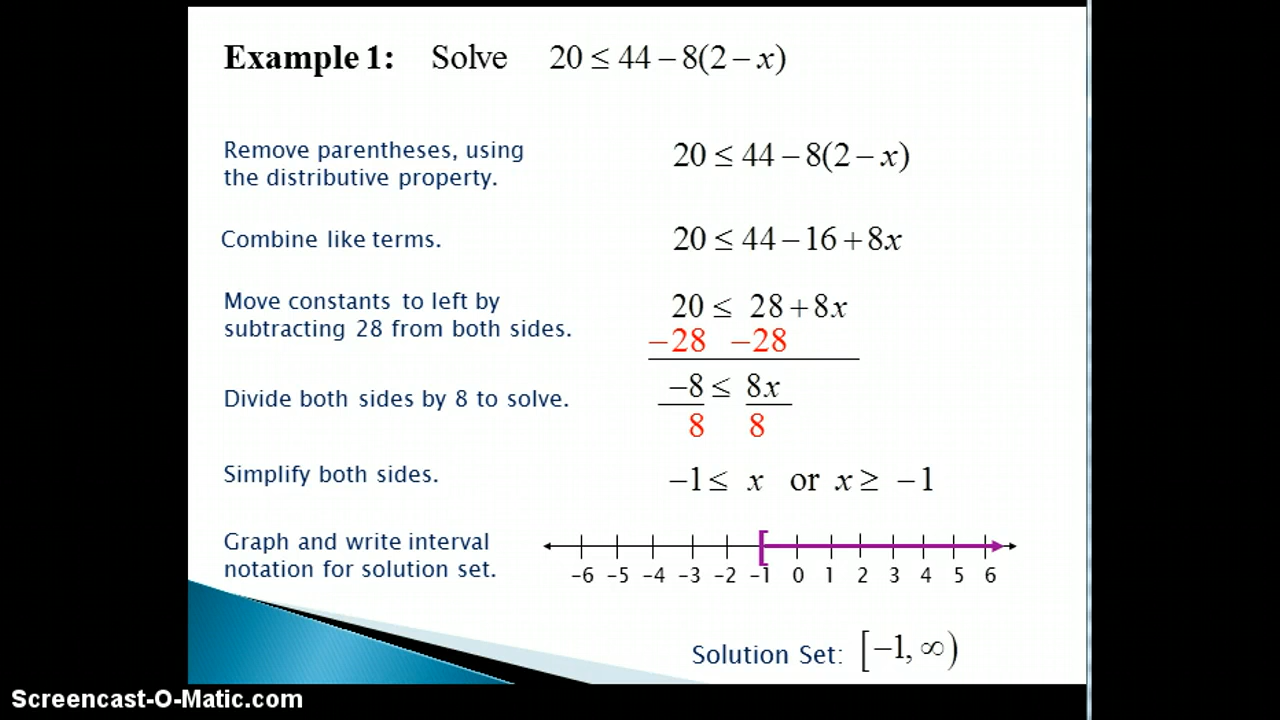 Example 1: Solve 20 ≤ 44 − 8(2 − x)
Remove parentheses, using
the distributive property.
20 ≤ 44 − 8(2 − x)
Combine like terms.
20 ≤ 44 − 16 + 8x
Move constants to left by
subtracting 28 from both sides.
20 ≤ 28 + 8x
−28 −28
Divide both sides by 8 to solve.
−8 ≤ 8x
8 8
Simplify both sides.
−1 ≤ x or x ≥ −1
Graph and write interval
notation for solution set.
-6 -5 -4 -3 -2 -1 0 1 2 3 4 5 6
Solution Set: [−1, ∞)
Screencast-O-Matic.com